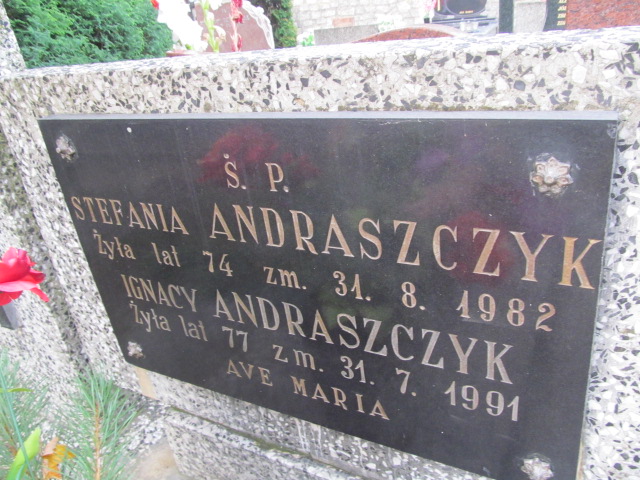 Ś. P.
STEFANIA ANDRASZCZYK
Żyła lat 74 zm. 31. 8. 1982
IGNACY ANDRASZCZYK
Żyła lat 77 zm. 31. 7. 1991
AVE MARIA